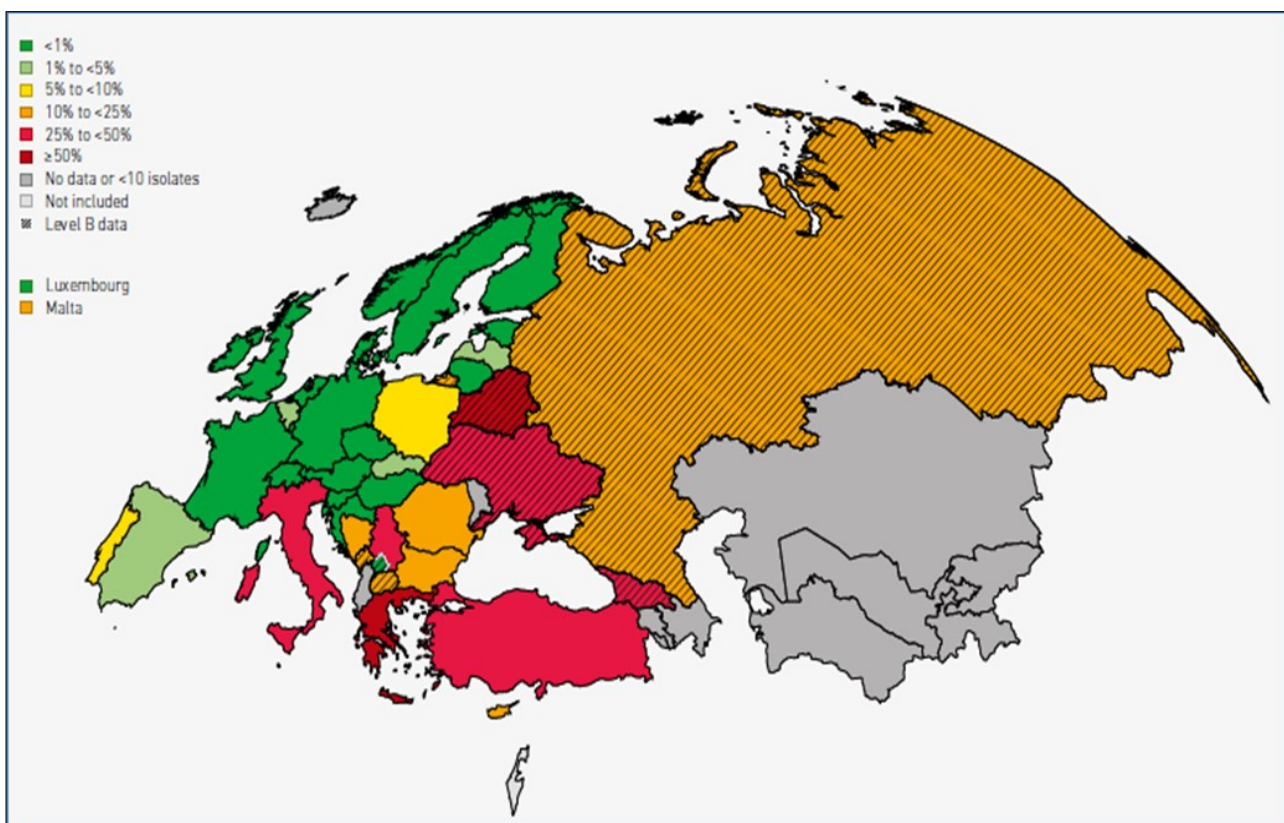 <1%
1% to <5%
5% to <10%
10% to <25%
25% to <50%
≥50%
No data or <10 isolates
Not included
Level B data
Luxembourg
Malta